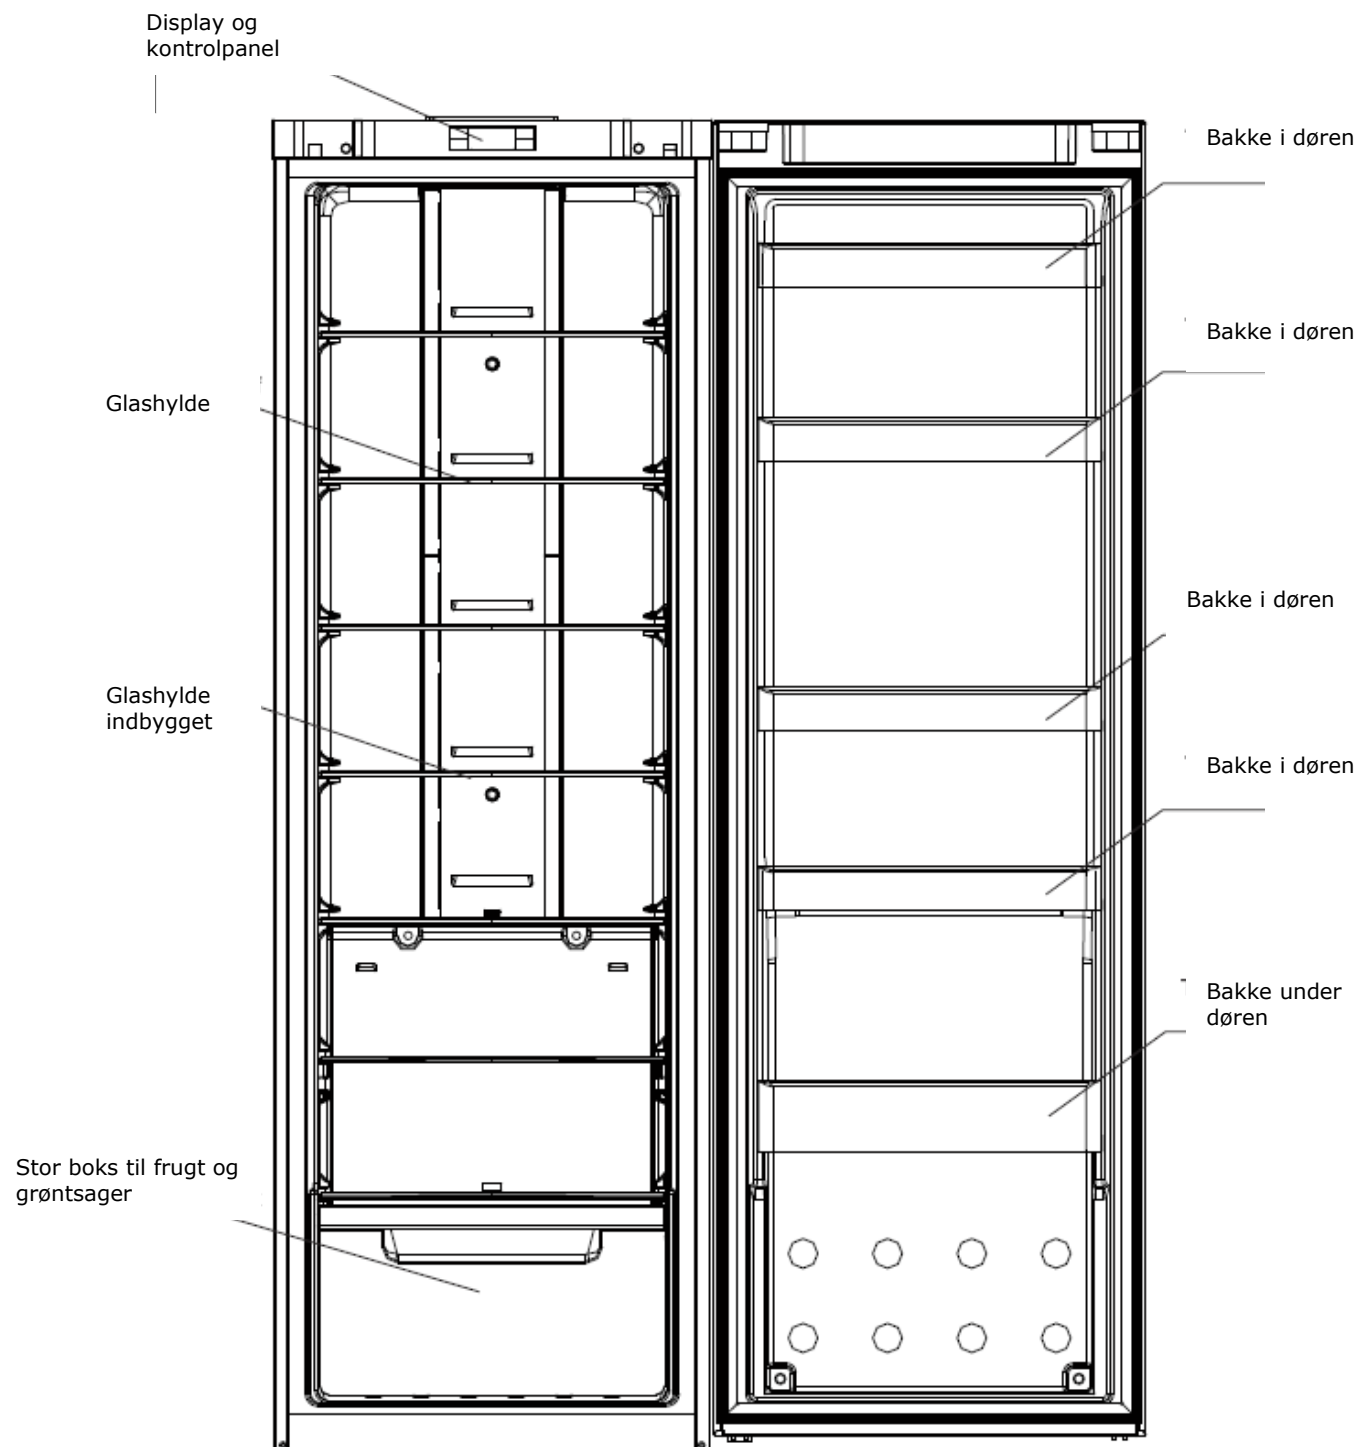 Display og
kontrolpanel
Bakke i døren
Bakke i døren
Glashylde
Bakke i døren
Glashylde
indbygget
Bakke i døren
Bakke under
døren
Stor boks til frugt og
grøntsager